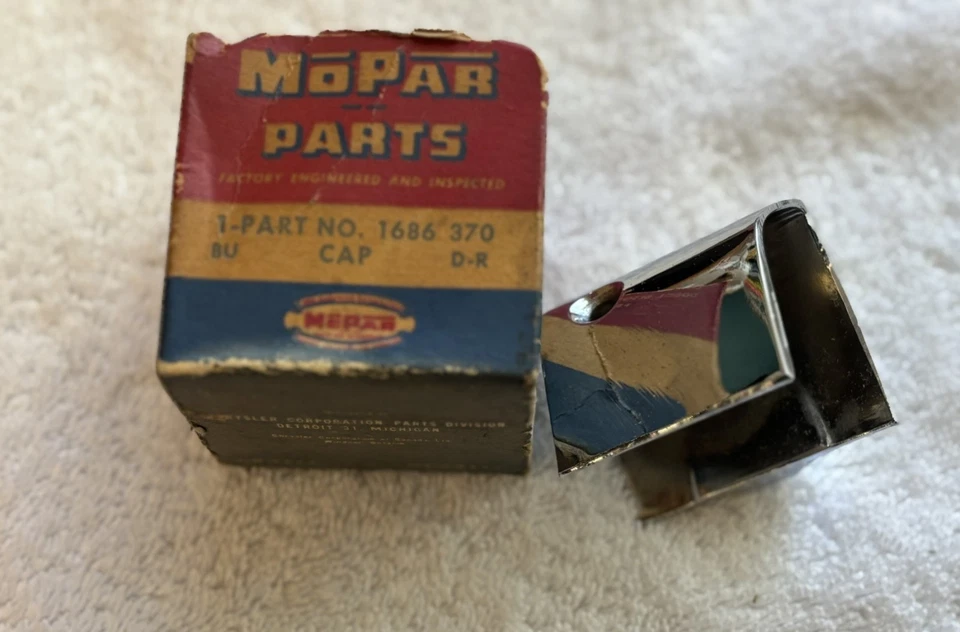 MOPAR
PARTS
FACTORY ENGINEERED AND INSPECTED
1-PART NO. 1686 370
BU CAP D-R
MOPAR
CHRYSLER CORPORATION PARTS DIVISION
DETROIT 31, MICHIGAN